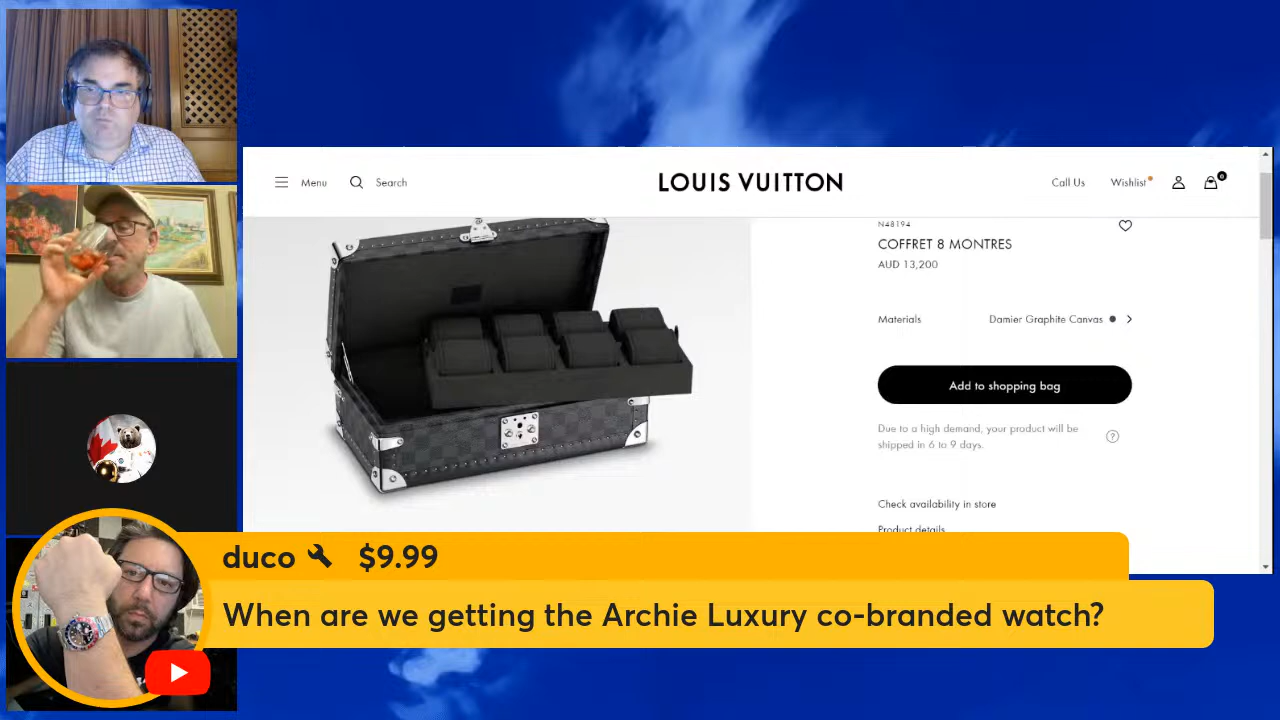 Menu
Search
LOUIS VUITTON
Call Us
Wishlist
0
N48194
COFFRET 8 MONTRES
AUD 13,200
Materials
Damier Graphite Canvas
Add to shopping bag
Due to a high demand, your product will be
shipped in 6 to 9 days.
?
Check availability in store
Product details
duco $9.99
When are we getting the Archie Luxury co-branded watch?